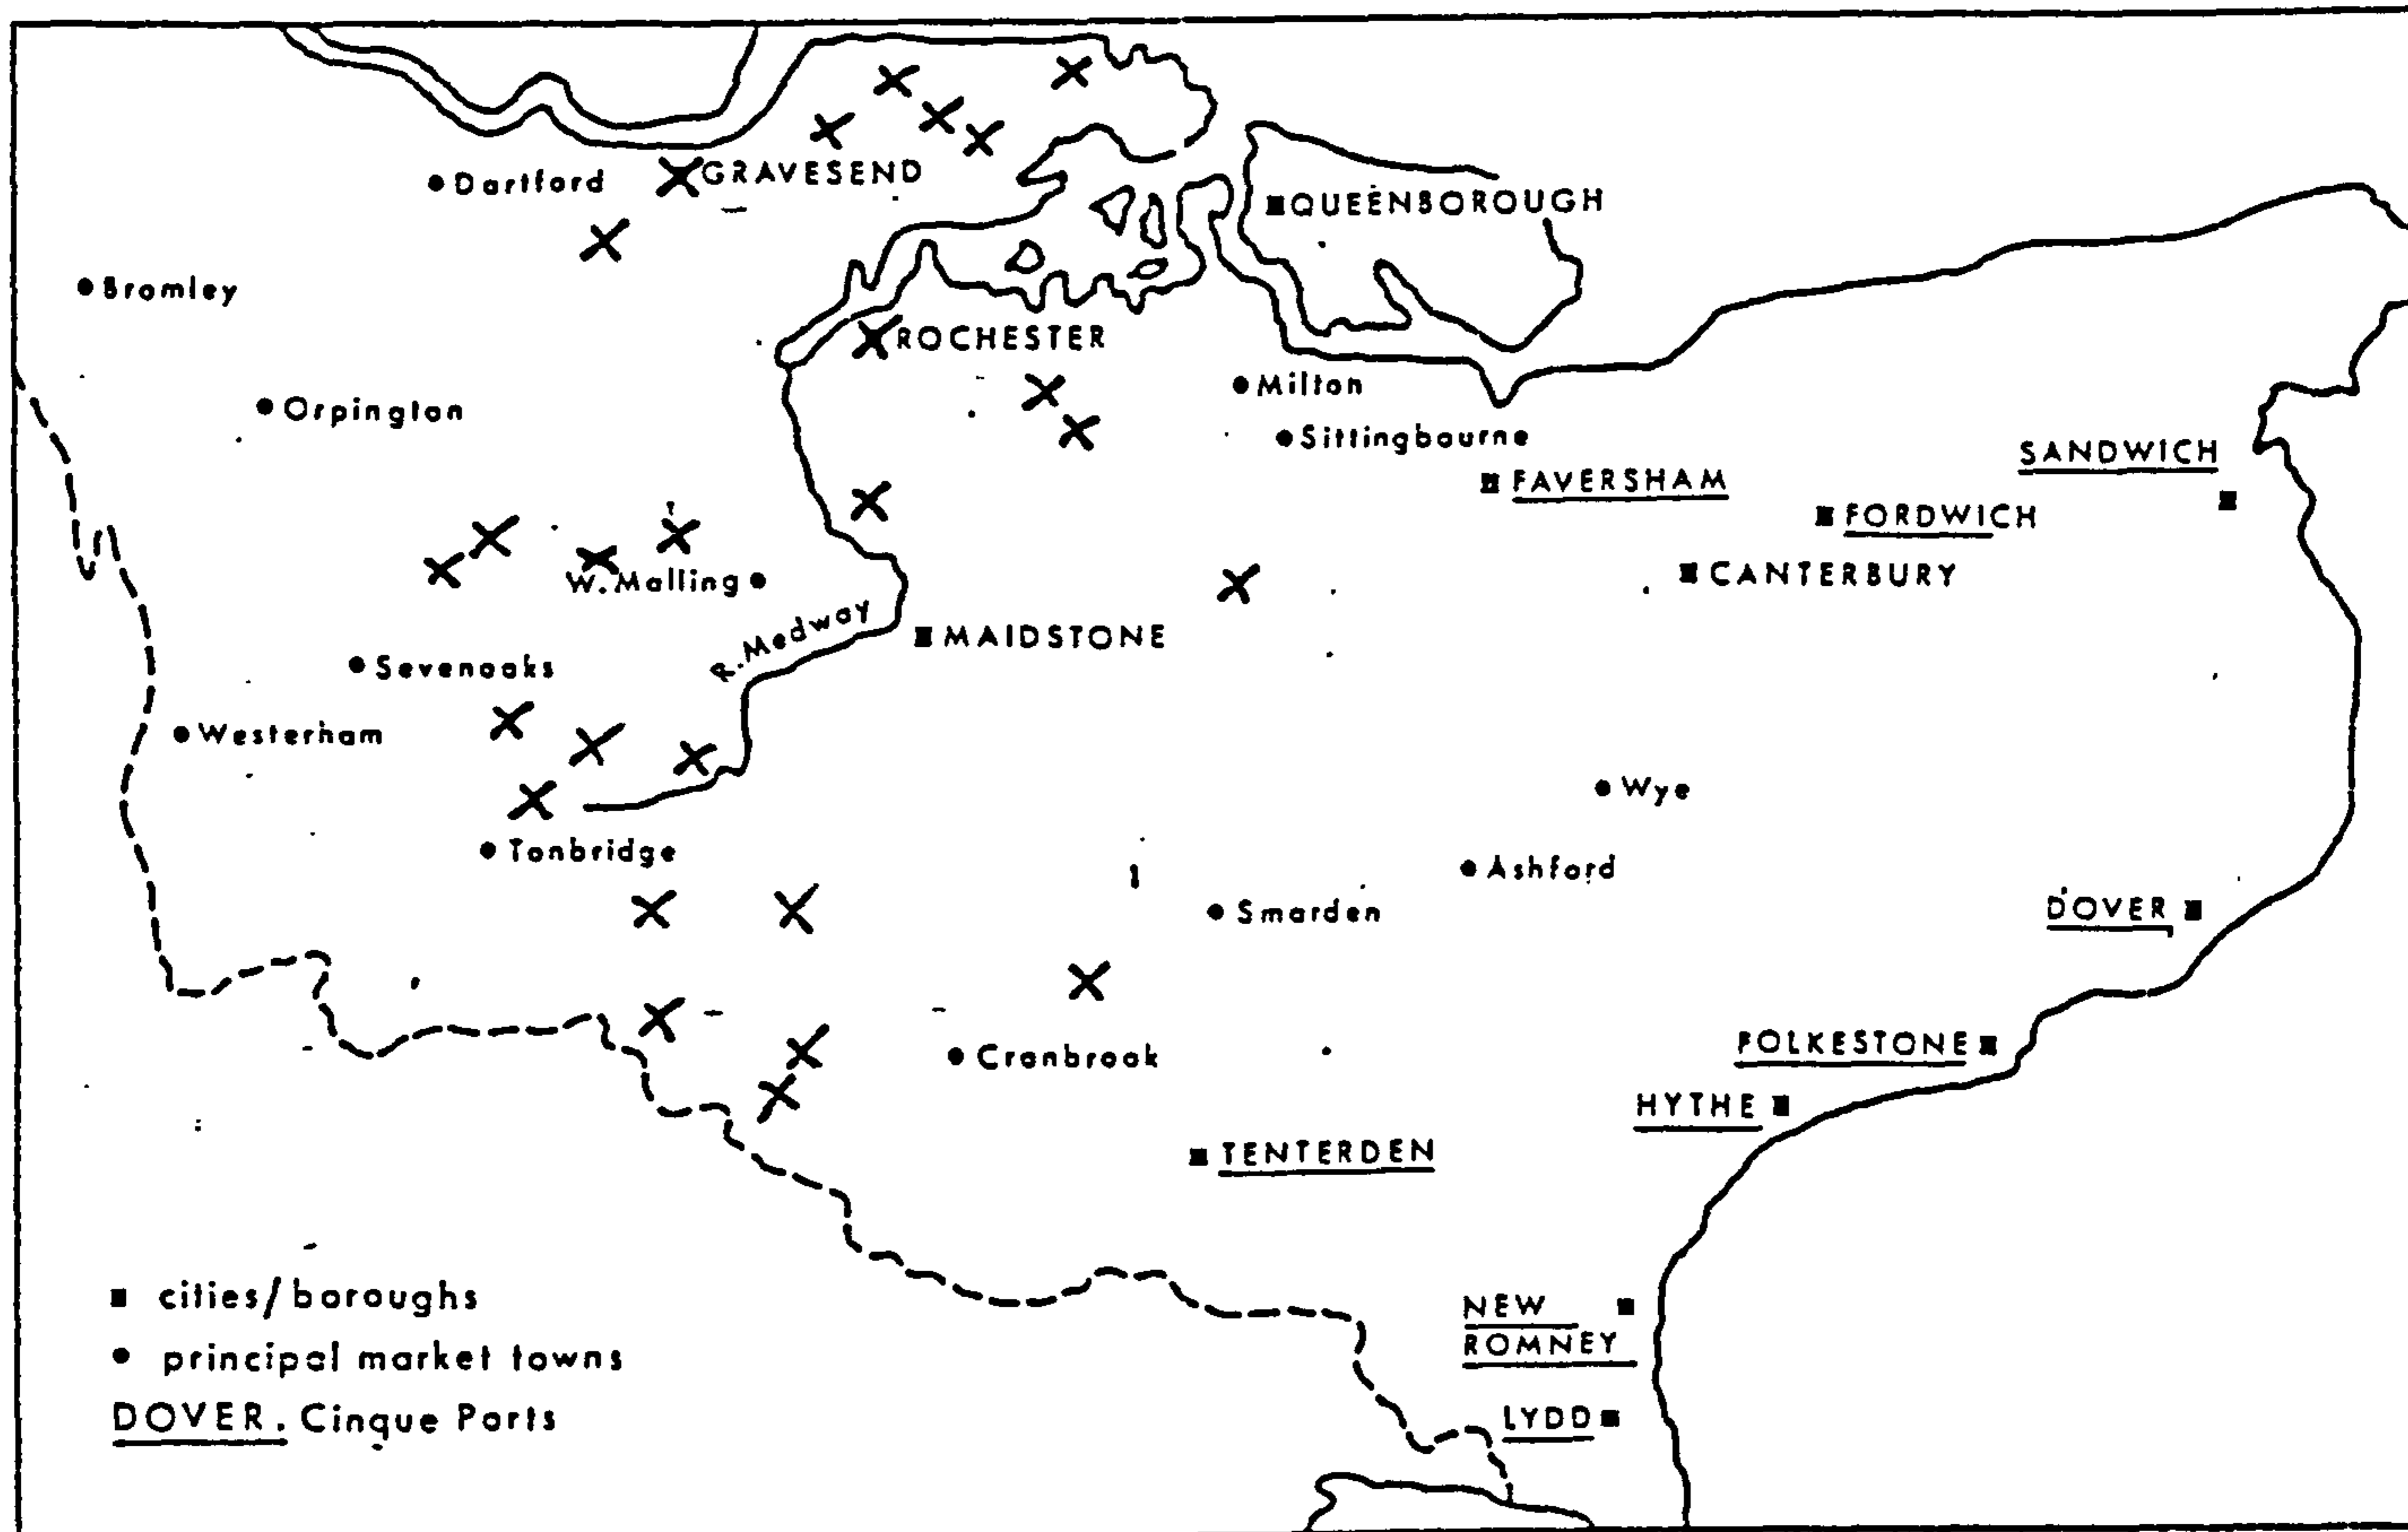 GRAVESEND
Dartford
QUEENBOROUGH
Bromley
ROCHESTER
Milton
Orpington
Sittingbourne
SANDWICH
FAVERSHAM
FORDWICH
W. Malling
CANTERBURY
R. Medway
MAIDSTONE
Sevenoaks
Westerham
Wye
Tonbridge
Ashford
Smarden
DOVER
FOLKESTONE
Cranbrook
HYTHE
TENTERDEN
NEW
ROMNEY
LYDD
cities/boroughs
principal market towns
DOVER. Cinque Ports